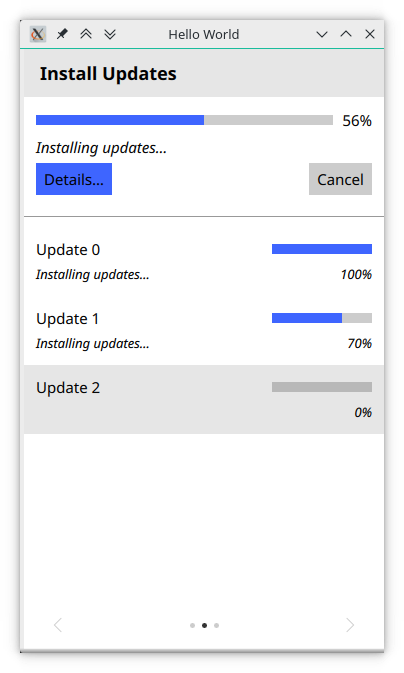 Hello World
Install Updates
56%
Installing updates...
Details... Cancel
Update 0
Installing updates... 100%
Update 1
Installing updates... 70%
Update 2
0%